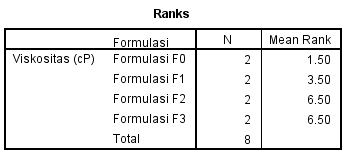 Ranks
Formulasi N Mean Rank
Viskositas (cP) Formulasi F0 2 1.50
Formulasi F1 2 3.50
Formulasi F2 2 6.50
Formulasi F3 2 6.50
Total 8